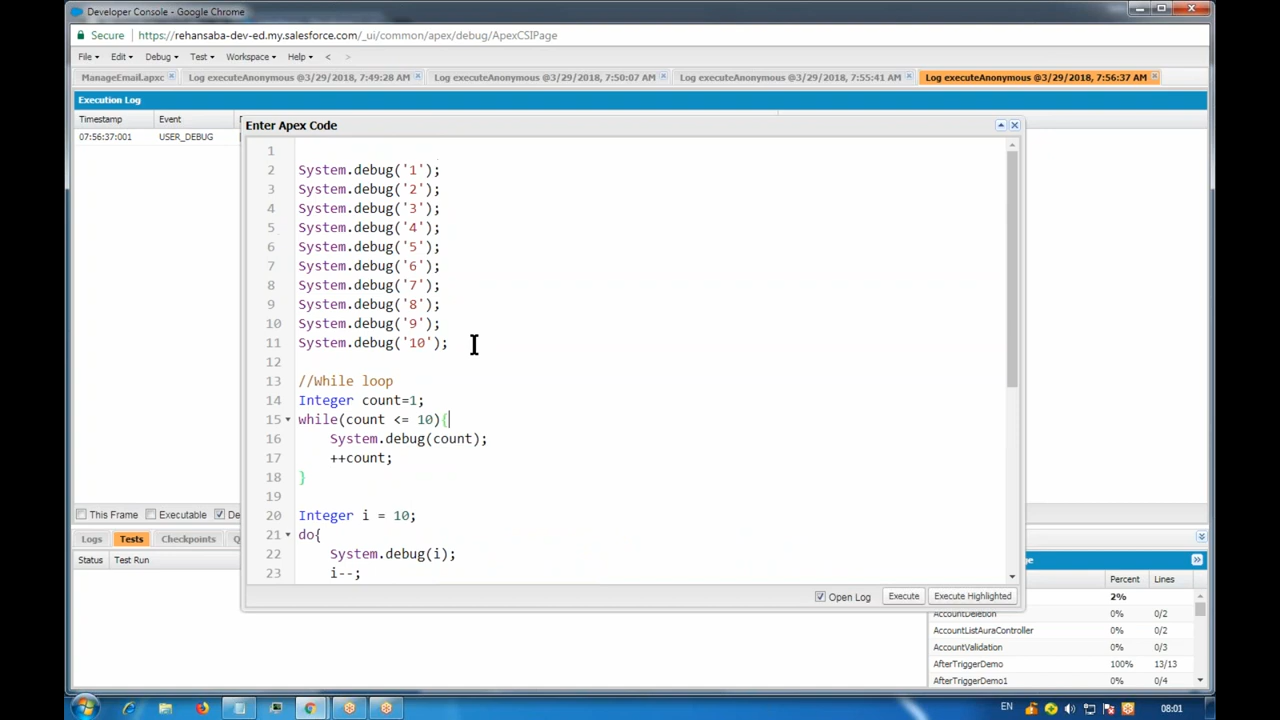 Developer Console - Google Chrome
Secure https://rehansaba-dev-ed.my.salesforce.com/_ui/common/apex/debug/ApexCSIPage
File Edit Debug Test Workspace Help < >
ManageEmail.apxc Log executeAnonymous @3/29/2018, 7:49:28 AM Log executeAnonymous @3/29/2018, 7:50:07 AM Log executeAnonymous @3/29/2018, 7:55:41 AM Log executeAnonymous @3/29/2018, 7:56:37 AM
Execution Log
Timestamp Event
07:56:37:001 USER_DEBUG
Enter Apex Code
1
2 System.debug('1');
3 System.debug('2');
4 System.debug('3');
5 System.debug('4');
6 System.debug('5');
7 System.debug('6');
8 System.debug('7');
9 System.debug('8');
10 System.debug('9');
11 System.debug('10');
12
13 //While loop
14 Integer count=1;
15 while(count <= 10){
16 System.debug(count);
17 ++count;
18 }
19
20 Integer i = 10;
21 do{
22 System.debug(i);
23 i--;
Open Log Execute Execute Highlighted
This Frame Executable De
Logs Tests Checkpoints Q
Status Test Run
Percent Lines
2%
AccountDeletion 0% 0/2
AccountListAuraController 0% 0/2
AccountValidation 0% 0/3
AfterTriggerDemo 100% 13/13
AfterTriggerDemo1 0% 0/4
EN 08:01